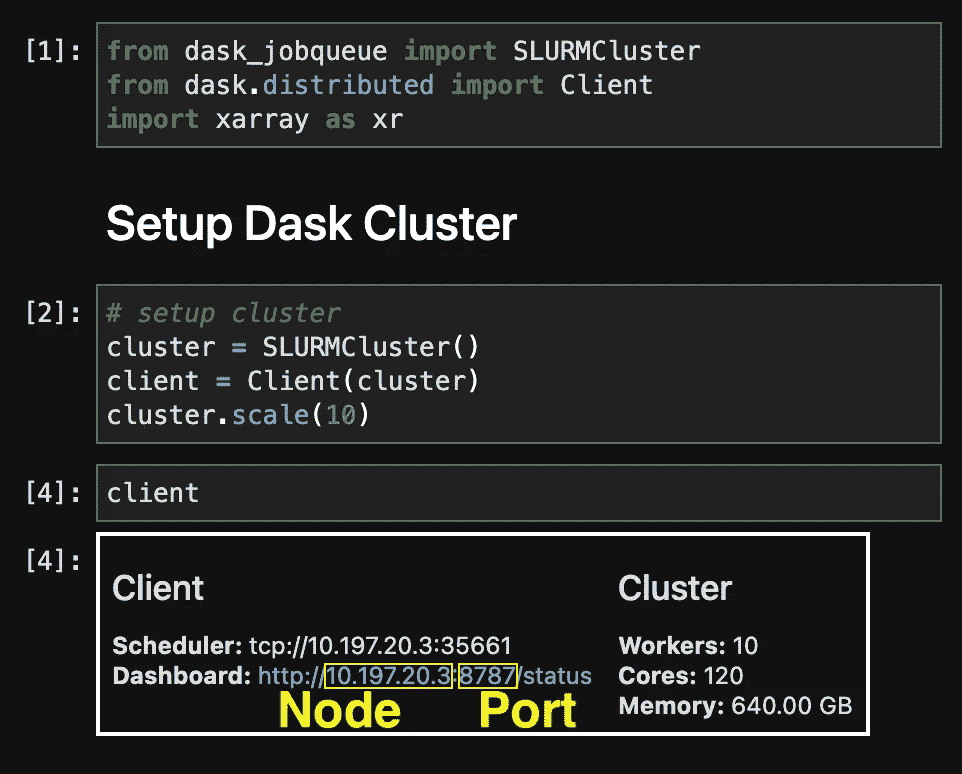 [1]: from dask_jobqueue import SLURMCluster
from dask.distributed import Client
import xarray as xr
Setup Dask Cluster
[2]: # setup cluster
cluster = SLURMCluster()
client = Client(cluster)
cluster.scale(10)
[4]: client
[4]:
Client
Scheduler: tcp://10.197.20.3:35661
Dashboard: http://10.197.20.3:8787/status
Node Port
Cluster
Workers: 10
Cores: 120
Memory: 640.00 GB